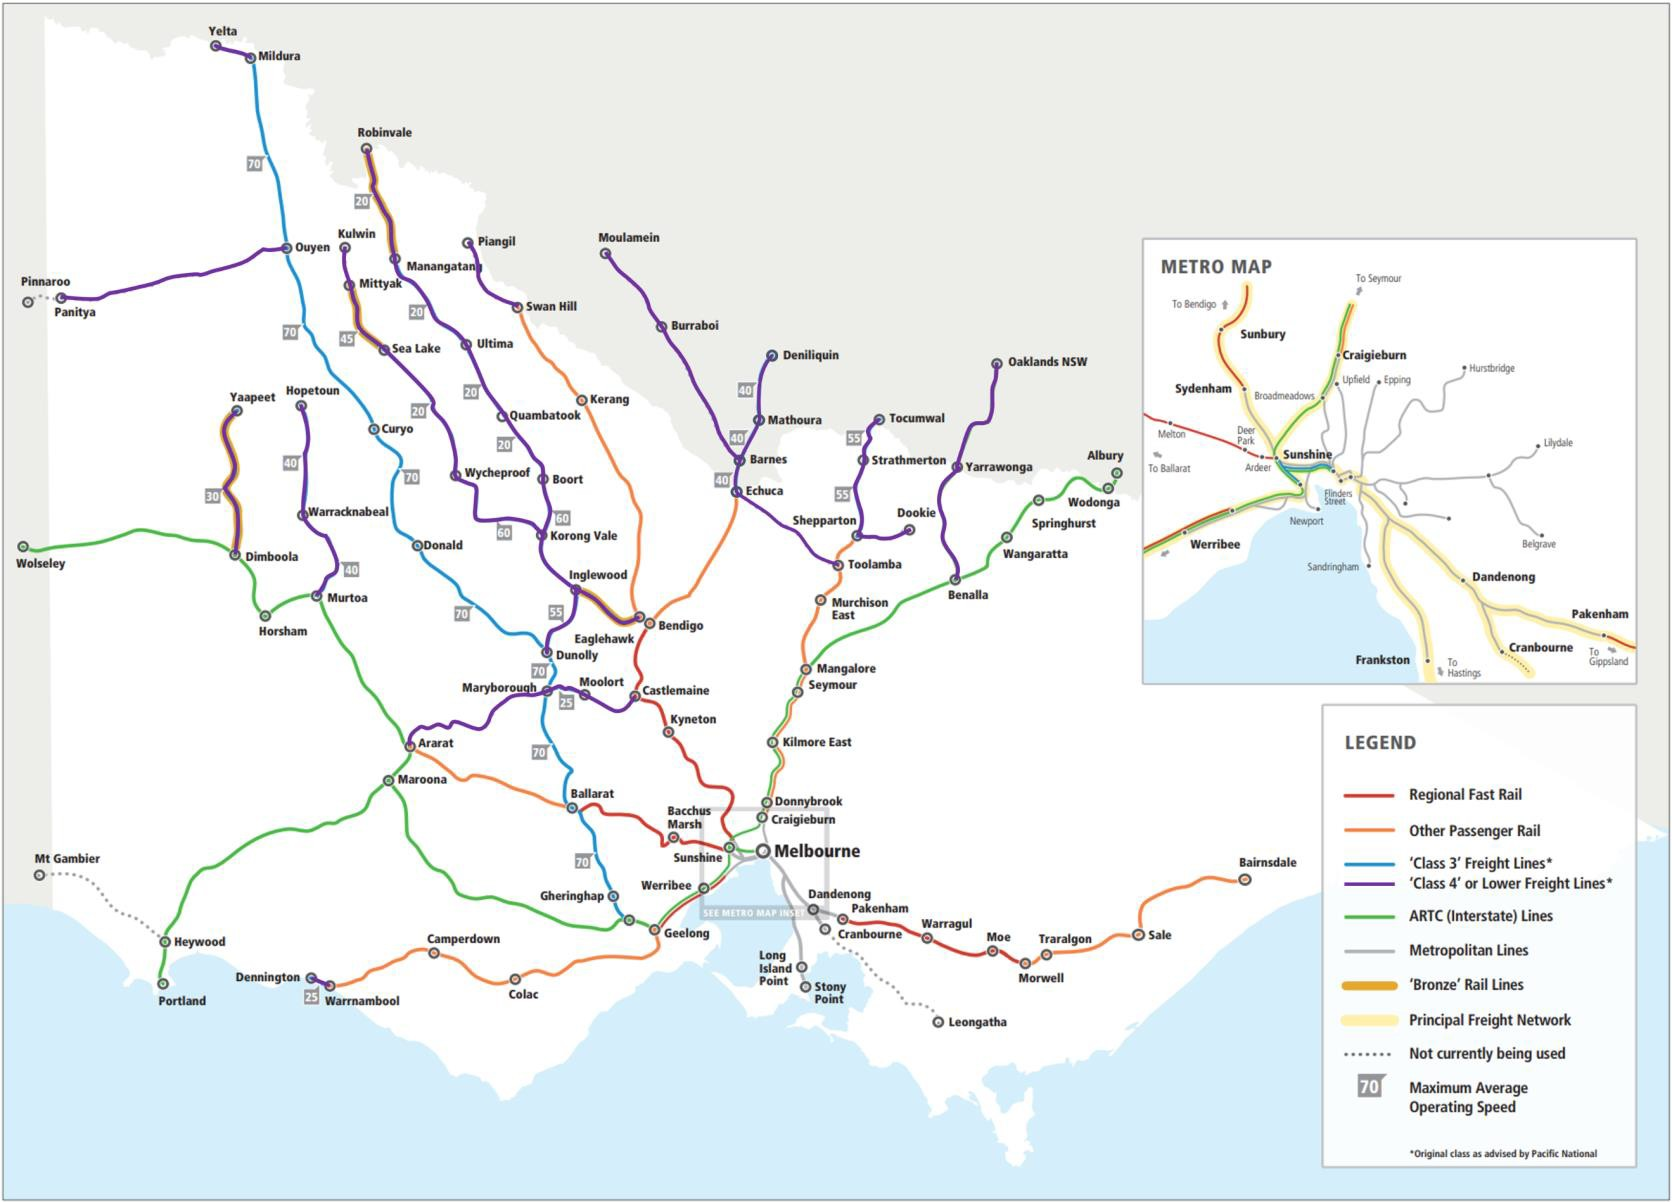 Yelta
Mildura
70
Robinvale
20
Kulwin
Ouyen
Piangil
Moulamein
Manangatang
Pinnaroo
Panitya
Mittyak
Swan Hill
20
70
45
Sea Lake
Ultima
Burraboi
Deniliquin
Oaklands NSW
Yaapeet
Hopetoun
20
20
Kerang
40
Quambatook
Mathoura
Tocumwal
Curyo
20
40
55
40
70
Wycheproof
Boort
Barnes
Strathmerton
Yarrawonga
Albury
30
40
Echuca
55
Wodonga
Warracknabeal
60
60
Korong Vale
Shepparton
Dookie
Springhurst
Wolseley
Dimboola
Donald
Wangaratta
40
Inglewood
Toolamba
Benalla
Murtoa
70
55
Murchison
East
Horsham
Eaglehawk
Bendigo
Dunolly
70
Mangalore
Maryborough
Moolort
25
Castlemaine
Seymour
Kyneton
Ararat
70
Kilmore East
Maroona
Ballarat
Bacchus
Marsh
Donnybrook
Craigieburn
Sunshine
Melbourne
70
Mt Gambier
Bairnsdale
Gheringhap
Werribee
Dandenong
SEE METRO MAP INSET
Pakenham
Cranbourne
Warragul
Geelong
Heywood
Camperdown
Moe
Traralgon
Sale
Morwell
Long
Island
Point
Dennington
25
Warrnambool
Colac
Stony
Point
Portland
Leongatha
METRO MAP
To Seymour
To Bendigo
Sunbury
Craigieburn
Hurstbridge
Sydenham
Upfield
Epping
Broadmeadows
Melton
Deer
Park
Lilydale
To Ballarat
Ardeer
Sunshine
Flinders
Street
Newport
Werribee
Belgrave
Sandringham
Dandenong
Pakenham
Cranbourne
Frankston
To
Hastings
To
Gippsland
LEGEND
Regional Fast Rail
Other Passenger Rail
‘Class 3’ Freight Lines*
‘Class 4’ or Lower Freight Lines*
ARTC (Interstate) Lines
Metropolitan Lines
‘Bronze’ Rail Lines
Principal Freight Network
Not currently being used
70
Maximum Average
Operating Speed
*Original class as advised by Pacific National